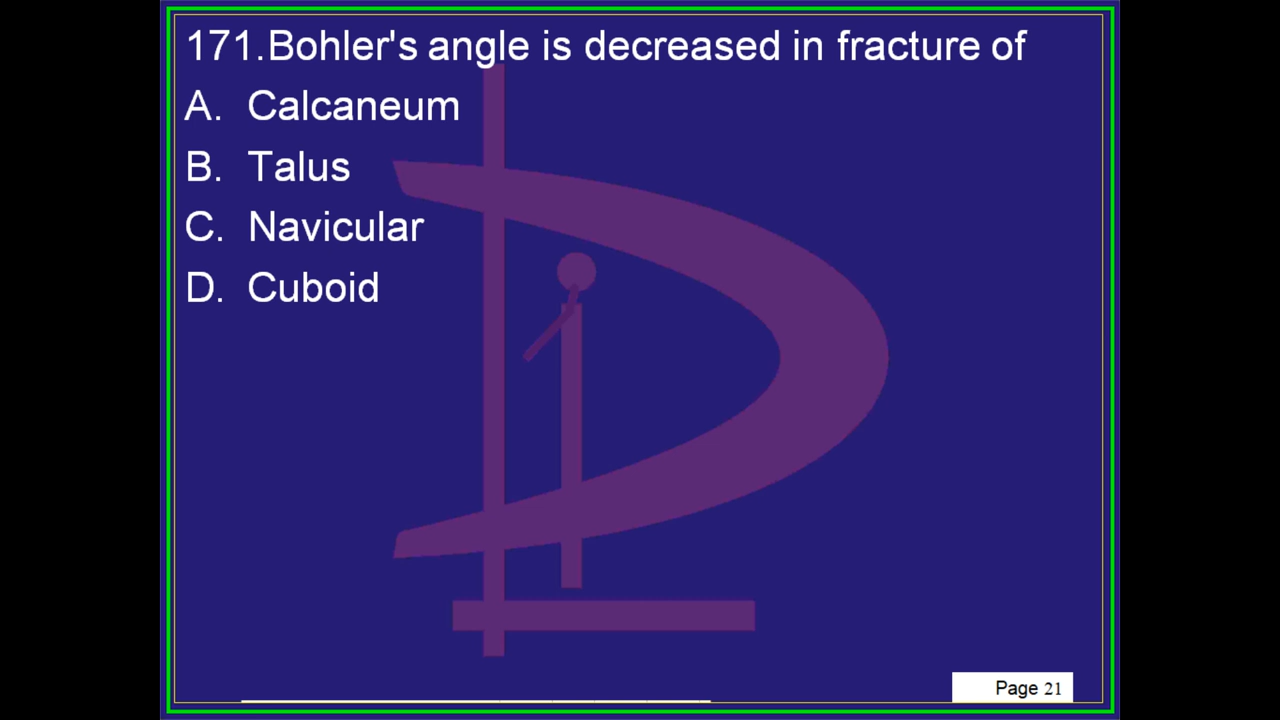 171.Bohler's angle is decreased in fracture of
A. Calcaneum
B. Talus
C. Navicular
D. Cuboid
Page 21